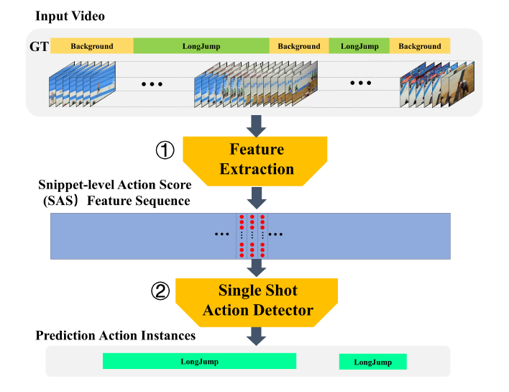 Input Video
GT Background LongJump Background LongJump Background
... ...
① Feature
Extraction
Snippet-level Action Score
(SAS) Feature Sequence
... ...
② Single Shot
Action Detector
Prediction Action Instances
LongJump LongJump